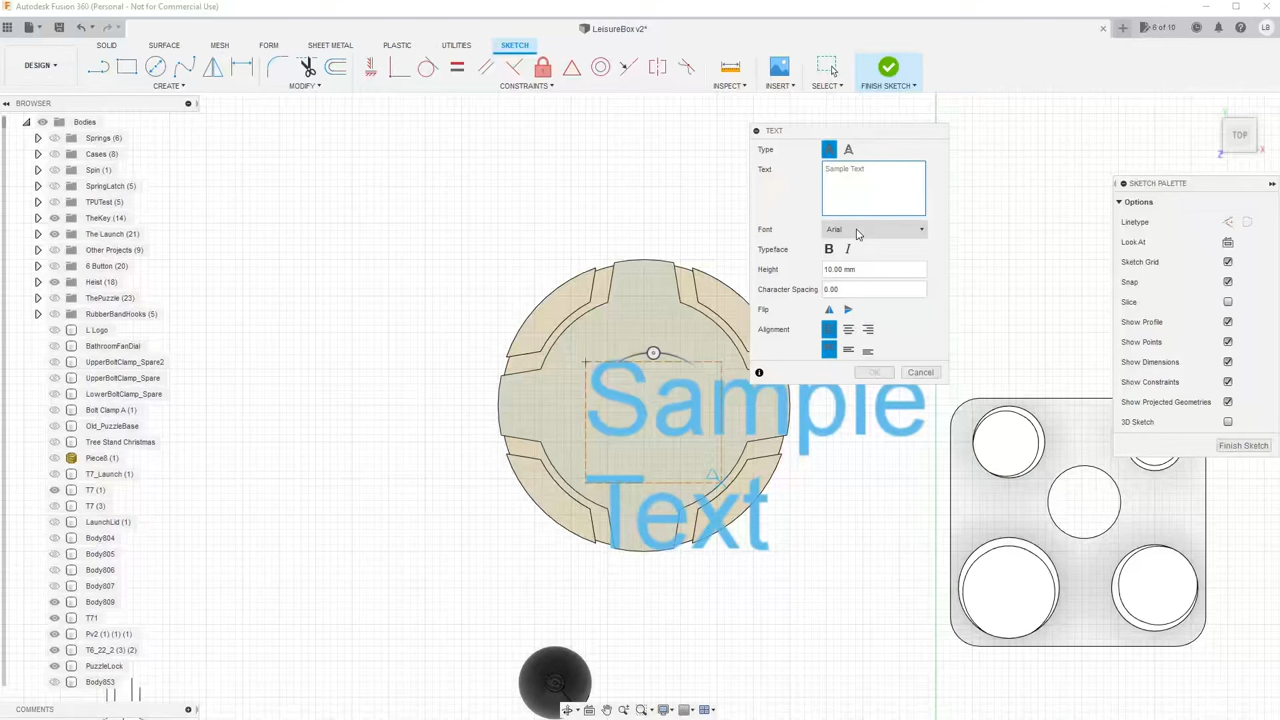 Autodesk Fusion 360 (Personal - Not for Commercial Use)
LeisureBox v2*
6 of 10
LB
DESIGN
SOLID
SURFACE
MESH
FORM
SHEET METAL
PLASTIC
UTILITIES
SKETCH
CREATE
MODIFY
CONSTRAINTS
INSPECT
INSERT
SELECT
FINISH SKETCH
BROWSER
Bodies
Springs (6)
Cases (8)
Spin (1)
SpringLatch (5)
TPUTest (5)
TheKey (14)
The Launch (21)
Other Projects (9)
6 Button (20)
Heist (18)
ThePuzzle (23)
RubberBandHooks (5)
L Logo
BathroomFanDial
UpperBoltClamp_Spare2
UpperBoltClamp_Spare
LowerBoltClamp_Spare
Bolt Clamp A (1)
Old_PuzzleBase
Tree Stand Christmas
Piece8 (1)
T7_Launch (1)
T7 (1)
T7 (3)
LaunchLid (1)
Body804
Body805
Body806
Body807
Body809
T71
Pv2 (1) (1) (1)
T6_22_2 (3) (2)
PuzzleLock
Body853
COMMENTS
TEXT
Type
Text
Sample Text
Font
Arial
Typeface
B I
Height
10.00 mm
Character Spacing
0.00
Flip
Alignment
OK
Cancel
Sample
Text
TOP
X
Y
Z
SKETCH PALETTE
Options
Linetype
Look At
Sketch Grid
Snap
Slice
Show Profile
Show Points
Show Dimensions
Show Constraints
Show Projected Geometries
3D Sketch
Finish Sketch